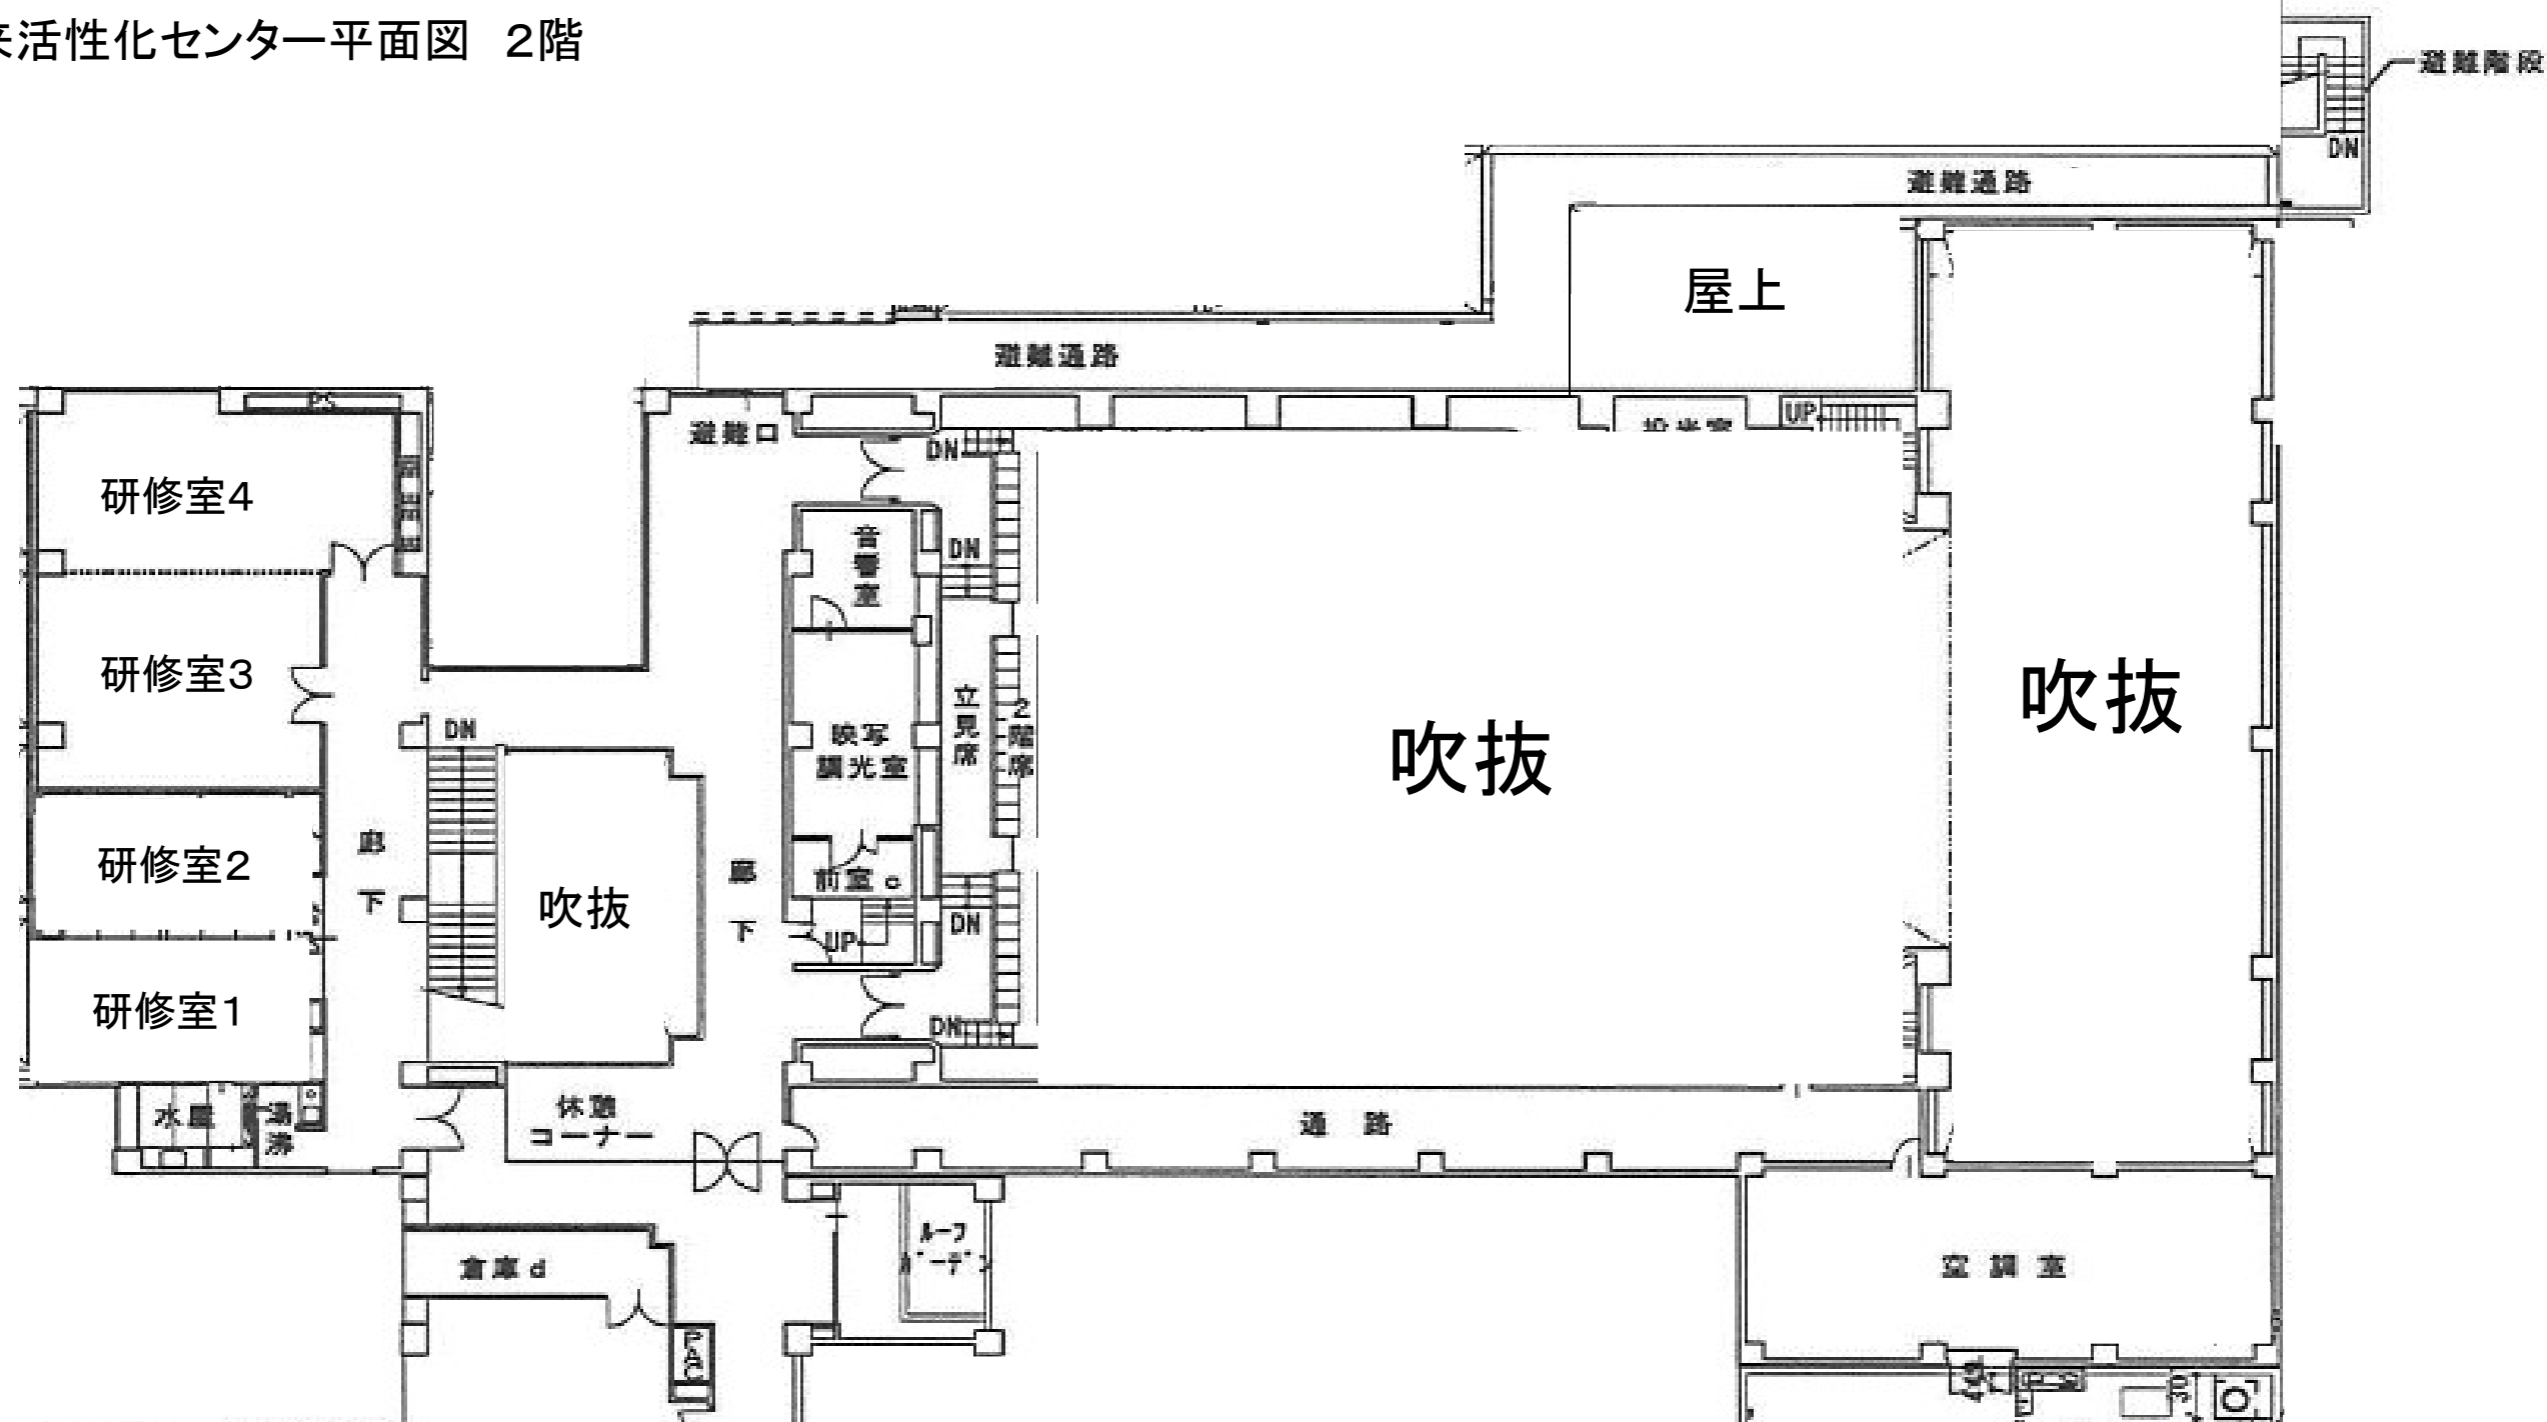 来活性化センター平面図　２階
避難階段
DN
避難通路
屋上
避難通路
PS
避難口
DN
投光室
UP
研修室4
音響室
DN
研修室3
立見席
2階席
吹抜
吹抜
DN
映写
調光室
廊下
研修室2
前室 c
吹抜
廊下
UP
DN
研修室1
DN
水屋
湯沸
休憩
コーナー
通 路
ルーフ
ガーデン
倉庫 d
空 調 室
PAC